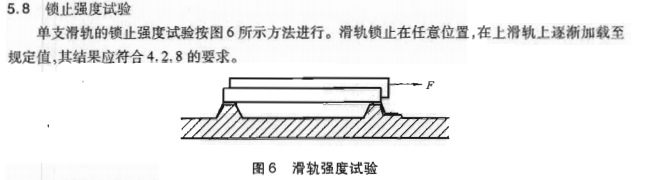 5.8 锁止强度试验
单支滑轨的锁止强度试验按图6所示方法进行。滑轨锁止在任意位置,在上滑轨上逐渐加载至
规定值,其结果应符合4.2.8的要求。
F
图6 滑轨强度试验